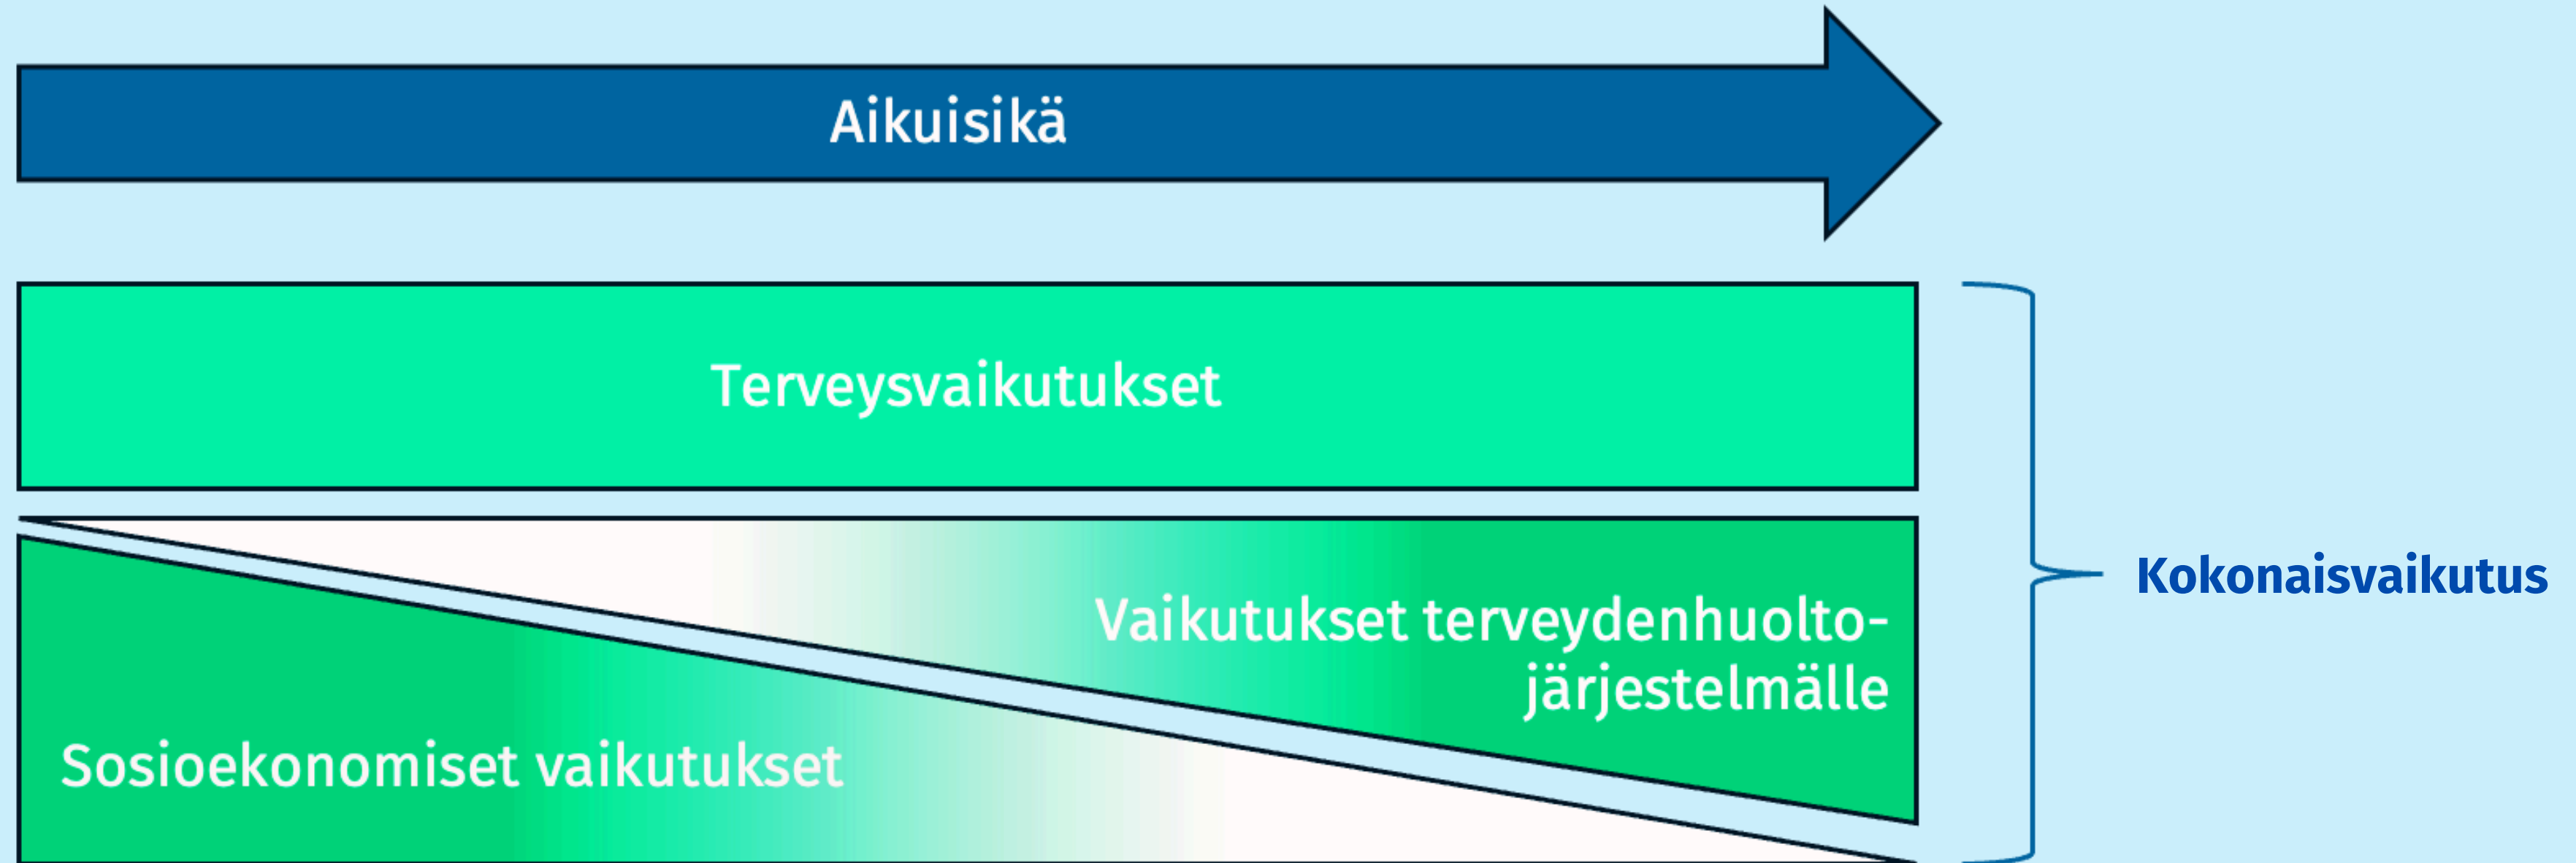 Aikuisikä
Terveysvaikutukset
Vaikutukset terveydenhuolto-
järjestelmälle
Sosioekonomiset vaikutukset
Kokonaisvaikutus